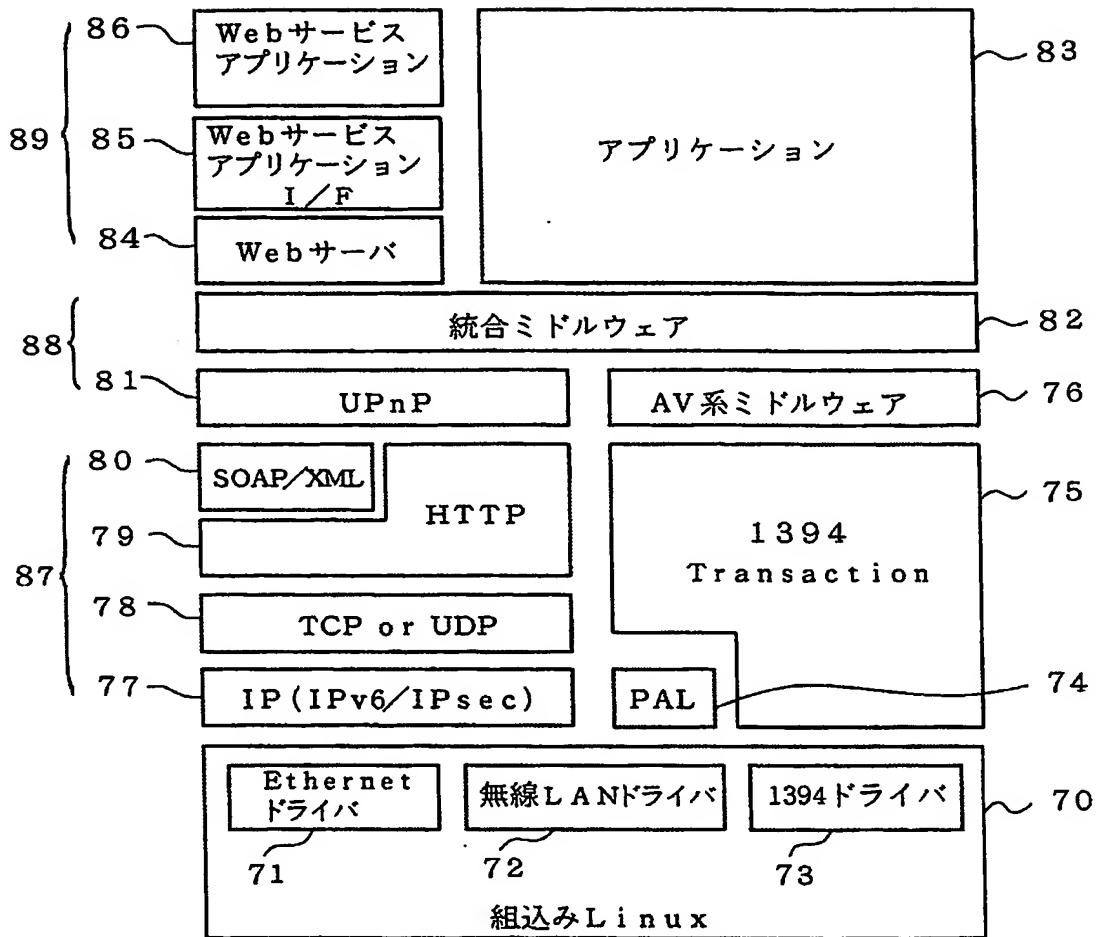 86
Webサービス
アプリケーション
83
89
85
Webサービス
アプリケーション
I/F
アプリケーション
84
Webサーバ
88
統合ミドルウェア
82
81
UPnP
AV系ミドルウェア
76
80
SOAP/XML
HTTP
75
79
1394
Transaction
87
78
TCP or UDP
77
IP(IPv6/IPsec)
PAL
74
Ethernet
ドライバ
無線LANドライバ
1394ドライバ
70
71
72
73
組込みLinux